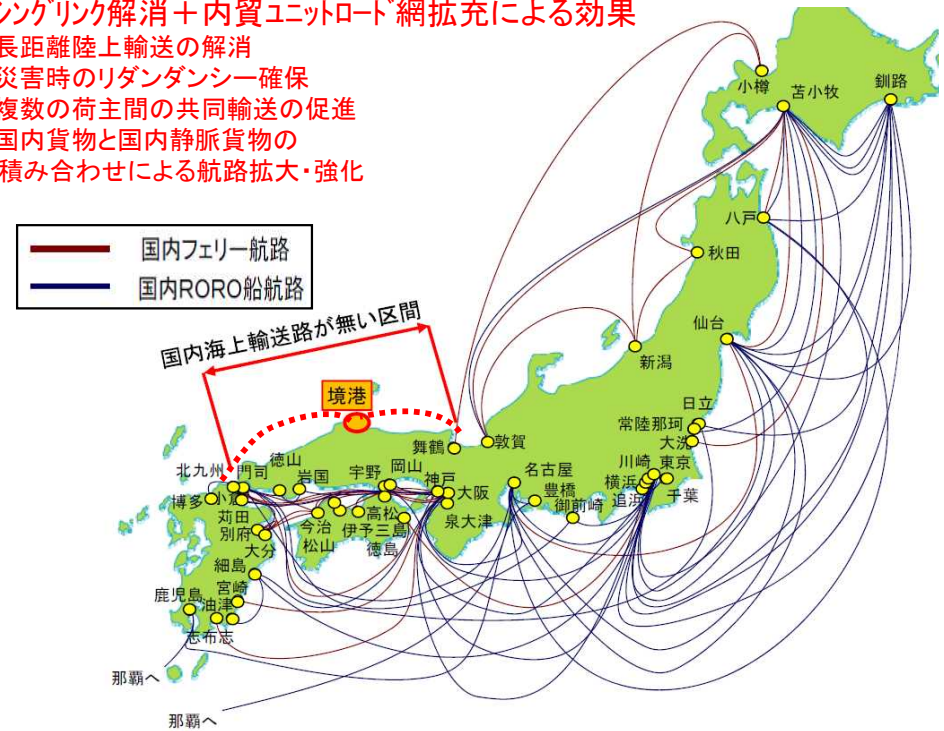 シングリンク解消+内貿ユニットロード網拡充による効果
長距離陸上輸送の解消
災害時のリダンダンシー確保
複数の荷主間の共同輸送の促進
国内貨物と国内静脈貨物の
積み合わせによる航路拡大・強化
国内フェリー航路
国内RORO船航路
国内海上輸送路が無い区間
境港
小樽
苫小牧
釧路
八戸
秋田
仙台
新潟
日立
常陸那珂
大洗
川崎
東京
横浜
追浜
千葉
舞鶴
敦賀
名古屋
豊橋
御前崎
北九州
門司
徳山
岩国
宇野
岡山
神戸
大阪
泉大津
博多
小倉
苅田
別府
大分
今治
松山
高松
伊予三島
徳島
細島
宮崎
鹿児島
油津
志布志
那覇へ
那覇へ